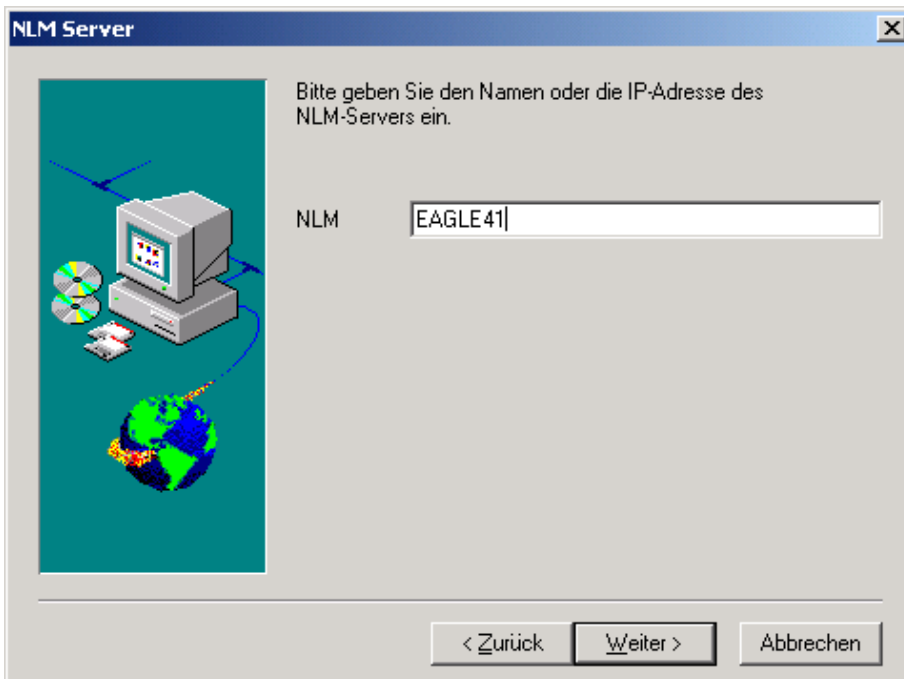 NLM Server
Bitte geben Sie den Namen oder die IP-Adresse des
NLM-Servers ein.
NLM EAGLE41
< Zurück Weiter > Abbrechen